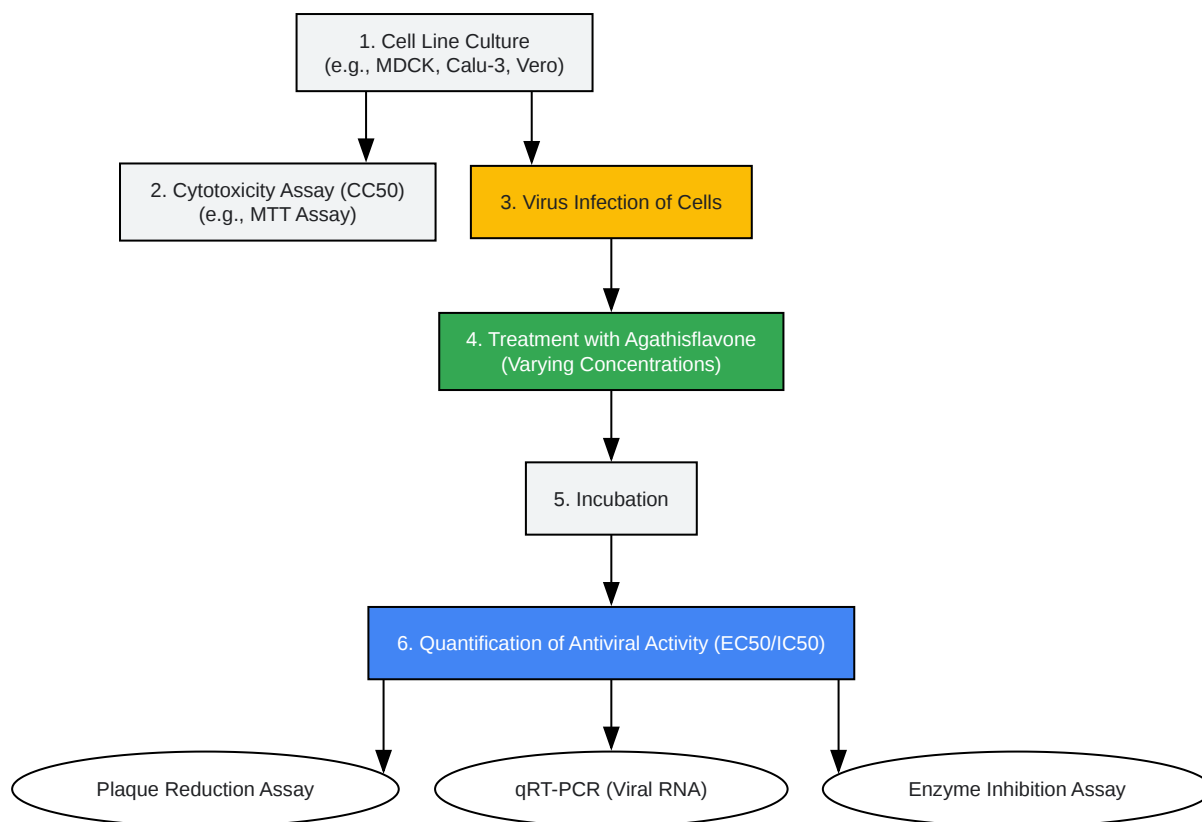 1. Cell Line Culture
(e.g., MDCK, Calu-3, Vero)
2. Cytotoxicity Assay (CC50)
(e.g., MTT Assay)
3. Virus Infection of Cells
4. Treatment with Agathisflavone
(Varying Concentrations)
5. Incubation
6. Quantification of Antiviral Activity (EC50/IC50)
Plaque Reduction Assay
qRT-PCR (Viral RNA)
Enzyme Inhibition Assay